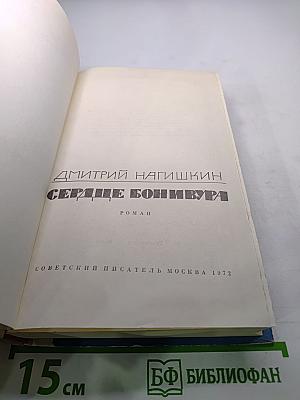 ДМИТРИЙ НАГИШКИН
СЕРДЦЕ БОНИВУРА
РОМАН
СОВЕТСКИЙ ПИСАТЕЛЬ МОСКВА 1972
15 см
БФ БИБЛИОФАН